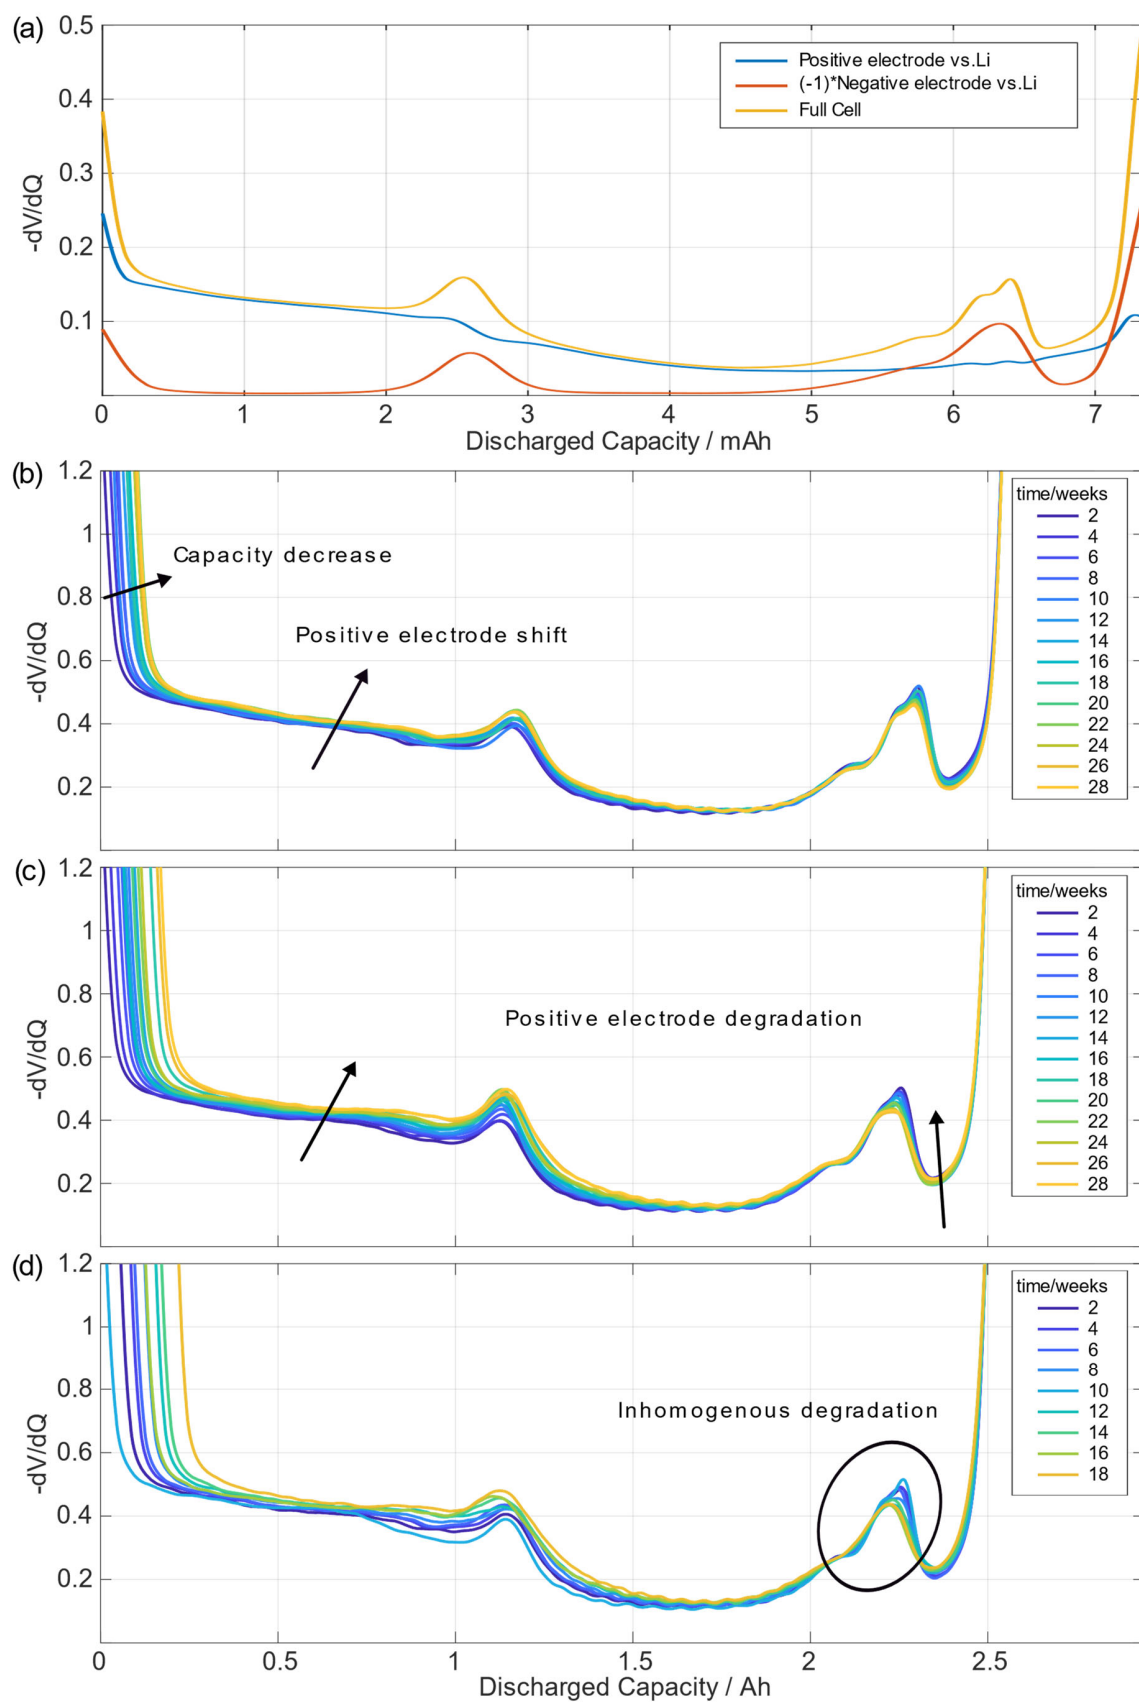 (a)
0.5
0.4
0.3
0.2
0.1
-dV/dQ
Positive electrode vs.Li
(-1)*Negative electrode vs.Li
Full Cell
0 1 2 3 4 5 6 7
Discharged Capacity / mAh
(b)
1.2
1
0.8
0.6
0.4
0.2
-dV/dQ
Capacity decrease
Positive electrode shift
time/weeks
2
4
6
8
10
12
14
16
18
20
22
24
26
28
(c)
1.2
1
0.8
0.6
0.4
0.2
-dV/dQ
Positive electrode degradation
time/weeks
2
4
6
8
10
12
14
16
18
20
22
24
26
28
(d)
1.2
1
0.8
0.6
0.4
0.2
-dV/dQ
Inhomogenous degradation
time/weeks
2
4
6
8
10
12
14
16
18
0 0.5 1 1.5 2 2.5
Discharged Capacity / Ah